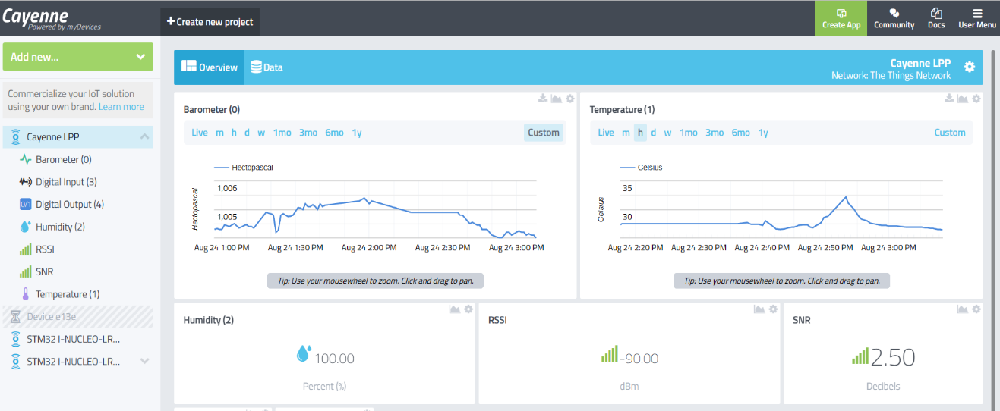 Cayenne
Powered by myDevices
Create new project
Create App
Community
Docs
User Menu
Add new...
Commercialize your IoT solution
using your own brand. Learn more
Cayenne LPP
Barometer (0)
Digital Input (3)
0/1 Digital Output (4)
Humidity (2)
RSSI
SNR
Temperature (1)
Device e13e
STM32 I-NUCLEO-LR...
STM32 I-NUCLEO-LR...
Overview
Data
Cayenne LPP
Network: The Things Network
Barometer (0)
Live m h d w 1mo 3mo 6mo 1y Custom
Hectopascal
Hectopascal
1,006
1,005
Aug 24 1:00 PM Aug 24 1:30 PM Aug 24 2:00 PM Aug 24 2:30 PM Aug 24 3:00 PM
Tip: Use your mousewheel to zoom. Click and drag to pan.
Temperature (1)
Live m h d w 1mo 3mo 6mo 1y Custom
Celsius
Celsius
35
30
Aug 24 2:20 PM Aug 24 2:30 PM Aug 24 2:40 PM Aug 24 2:50 PM Aug 24 3:00 PM
Tip: Use your mousewheel to zoom. Click and drag to pan.
Humidity (2)
100.00
Percent (%)
RSSI
-90.00
dBm
SNR
2.50
Decibels